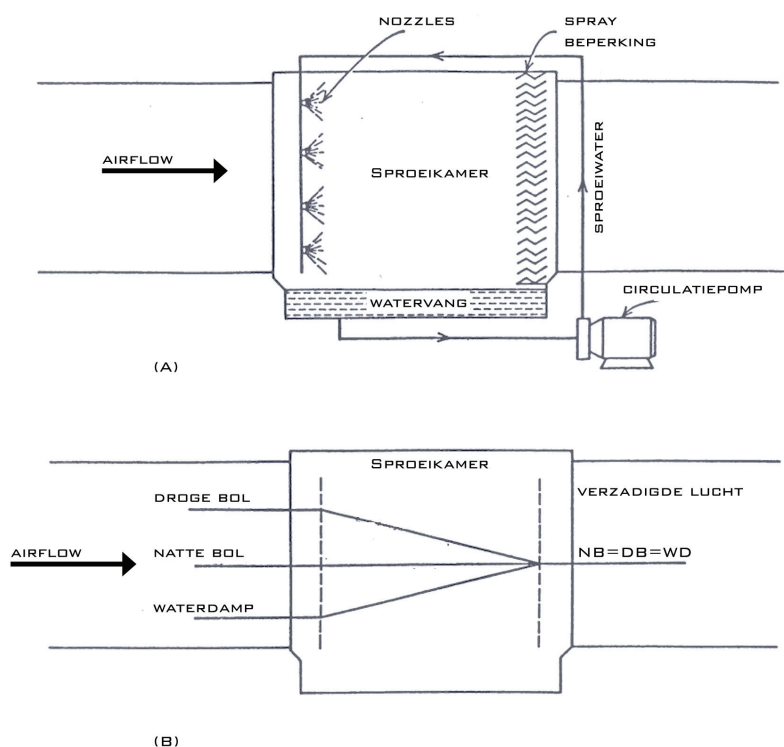 NOZZLES
SPRAY
BEPERKING
AIRFLOW
SPROEIKAMER
SPROEIWATER
WATERVANG
CIRCULATIEPOMP
(A)
SPROEIKAMER
DROGE BOL
VERZADIGDE LUCHT
AIRFLOW
NATTE BOL
NB=DB=WD
WATERDAMP
(B)